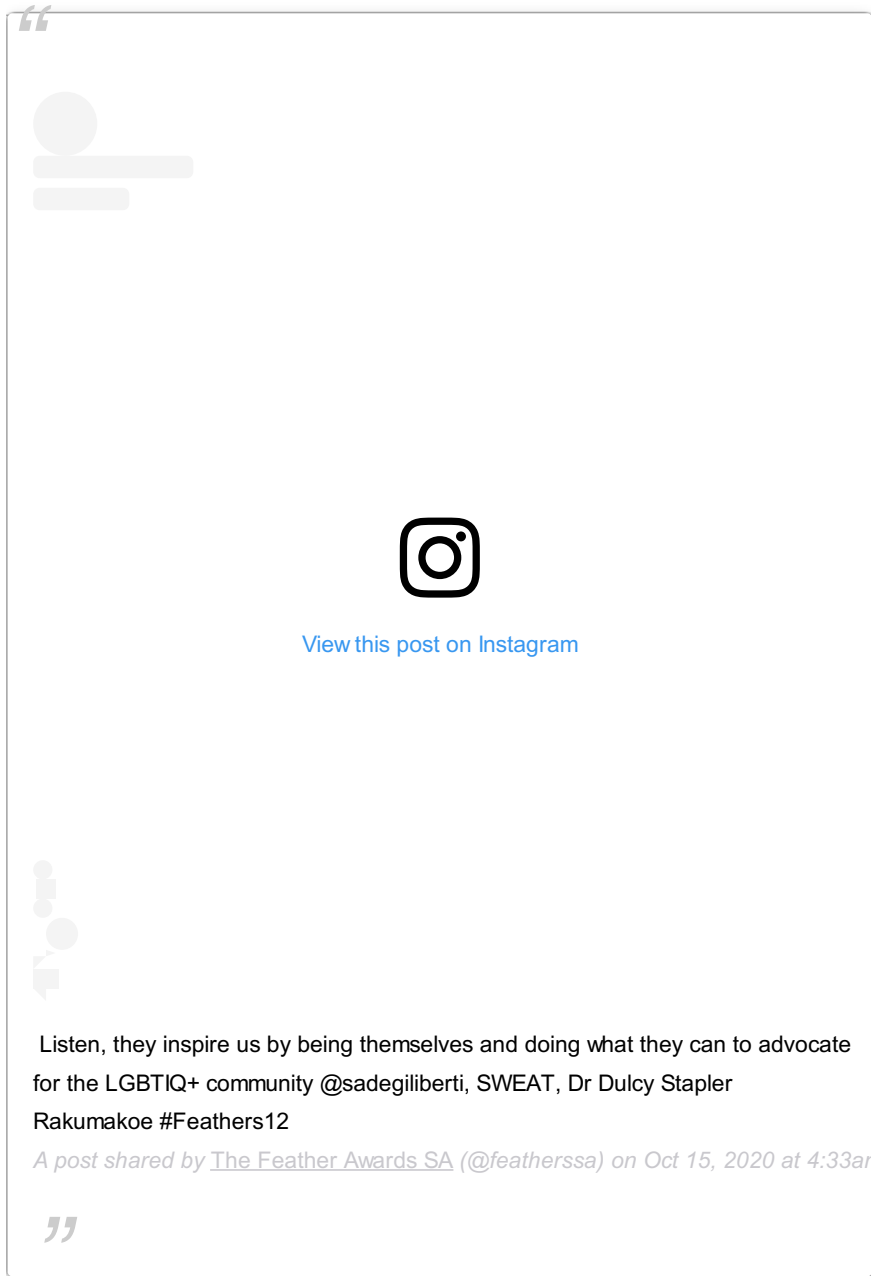 “
View this post on Instagram
Listen, they inspire us by being themselves and doing what they can to advocate
for the LGBTIQ+ community @sadegiliberti, SWEAT, Dr Dulcy Stapler
Rakumakoe #Feathers12
A post shared by The Feather Awards SA (@featherssa) on Oct 15, 2020 at 4:33a
”